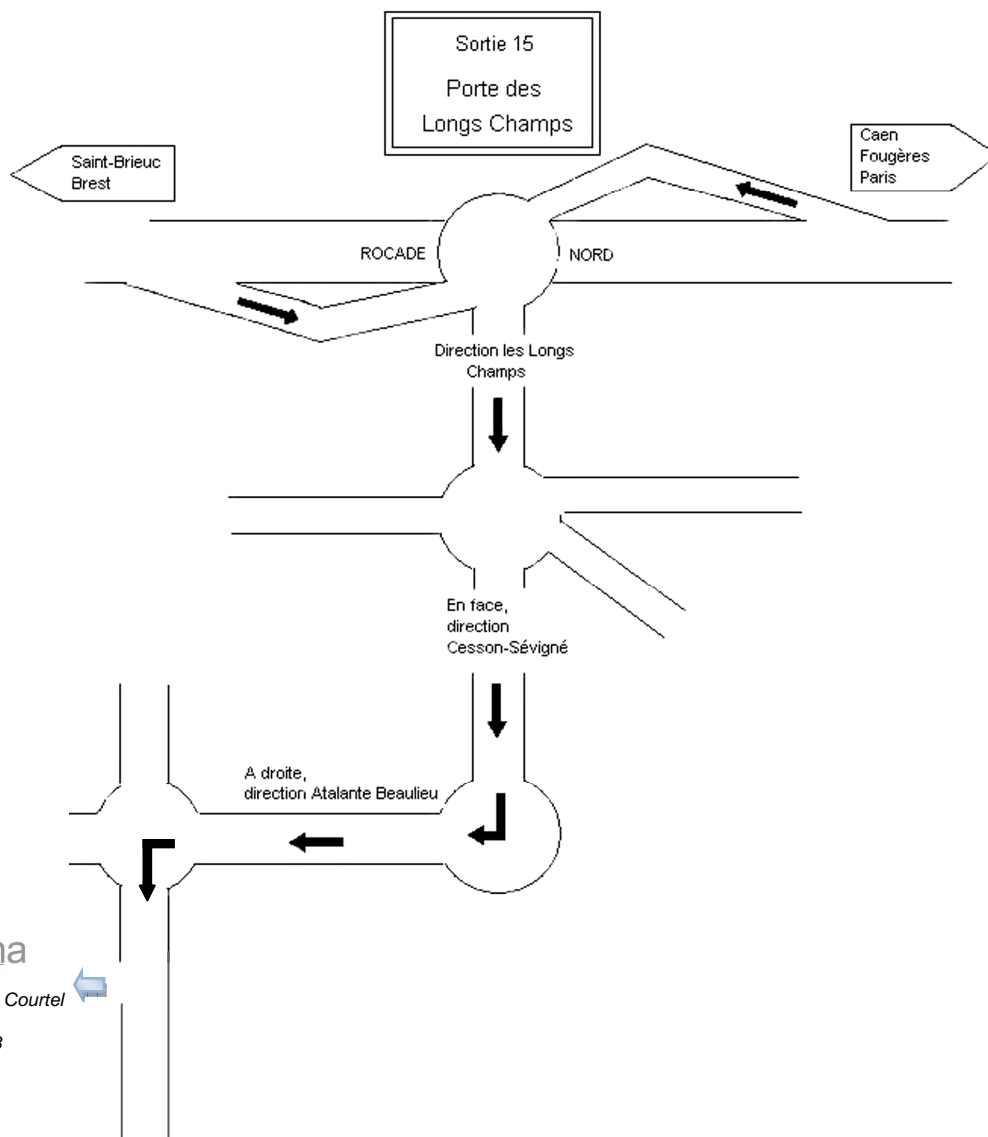 Sortie 15
Porte des
Longs Champs
Saint-Brieuc
Brest
Caen
Fougères
Paris
ROCADE
NORD
Direction les Longs
Champs
En face,
direction
Cesson-Sévigné
A droite,
direction Atalante Beaulieu
Courtel